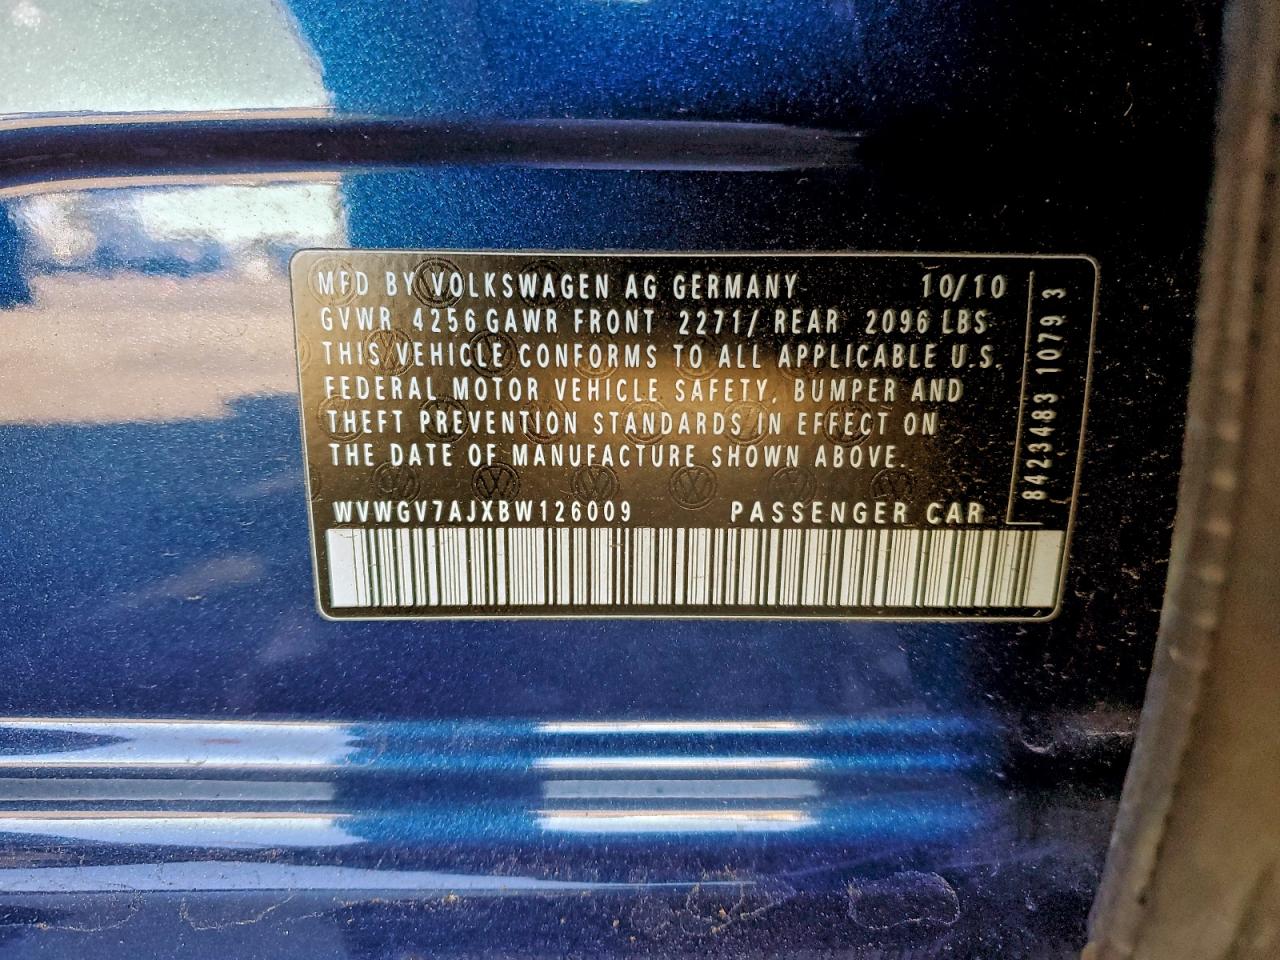 MFD BY VOLKSWAGEN AG GERMANY 10/10
GVWR 4256 GAWR FRONT 2271/ REAR 2096 LBS
THIS VEHICLE CONFORMS TO ALL APPLICABLE U.S.
FEDERAL MOTOR VEHICLE SAFETY, BUMPER AND
THEFT PREVENTION STANDARDS IN EFFECT ON
THE DATE OF MANUFACTURE SHOWN ABOVE.
WVWGV7AJXBW126009 PASSENGER CAR
8423483 1079 3